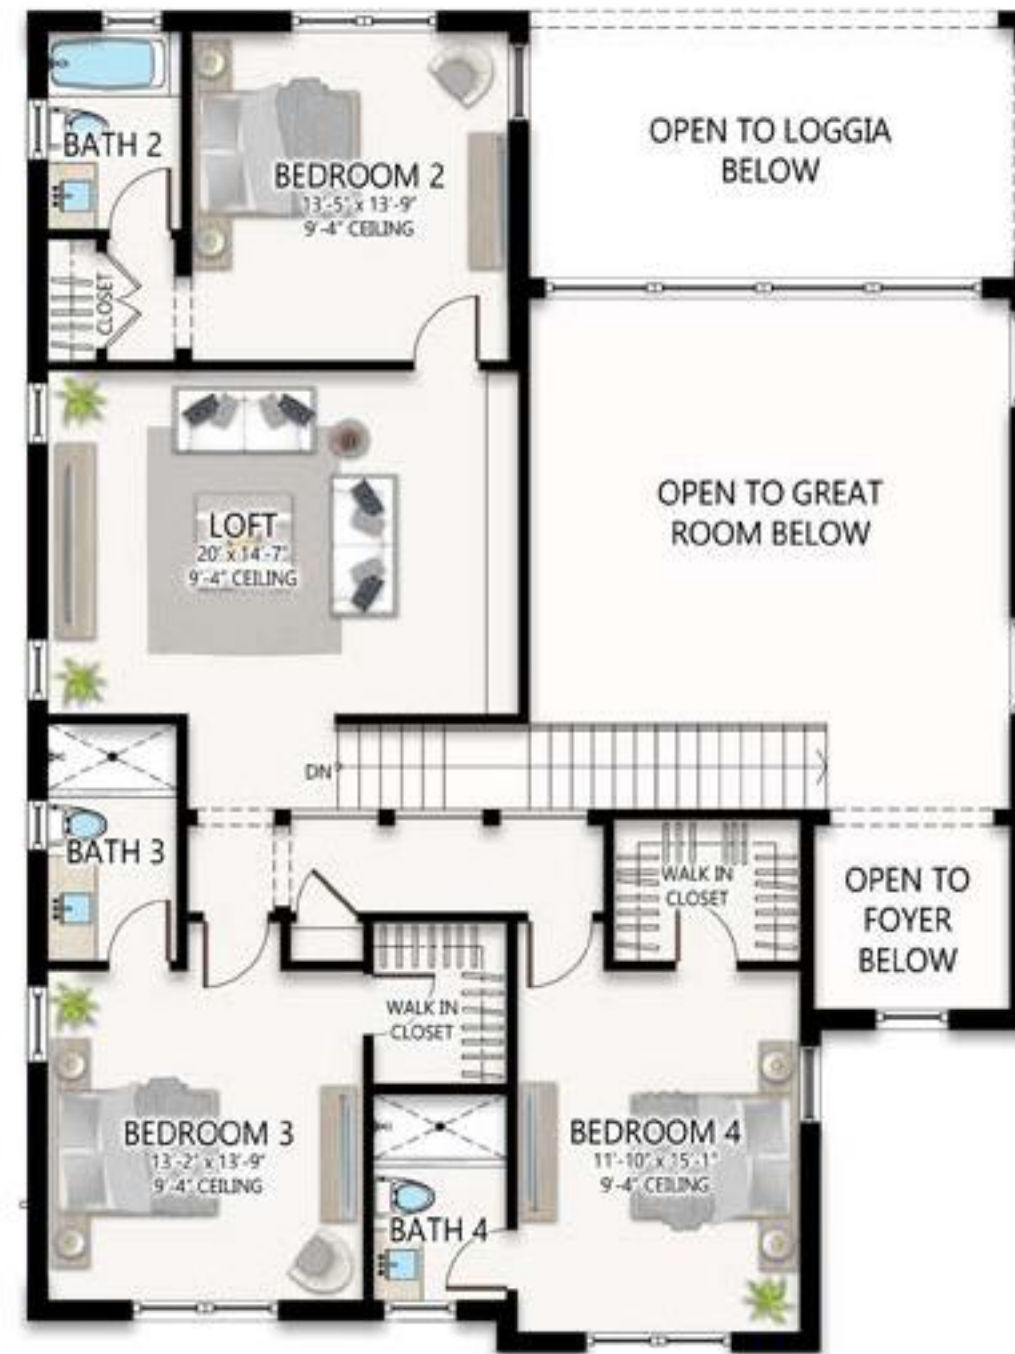 BATH 2
BEDROOM 2
13'-5" x 13'-9"
9'-4" CEILING
OPEN TO LOGGIA
BELOW
CLOSET
OPEN TO GREAT
ROOM BELOW
LOFT
20' x 14'-7"
9'-4" CEILING
DN
BATH 3
WALK IN
CLOSET
OPEN TO
FOYER
BELOW
WALK IN
CLOSET
BEDROOM 3
13'-2" x 13'-9"
9'-4" CEILING
BEDROOM 4
11'-10" x 15'-1"
9'-4" CEILING
BATH 4